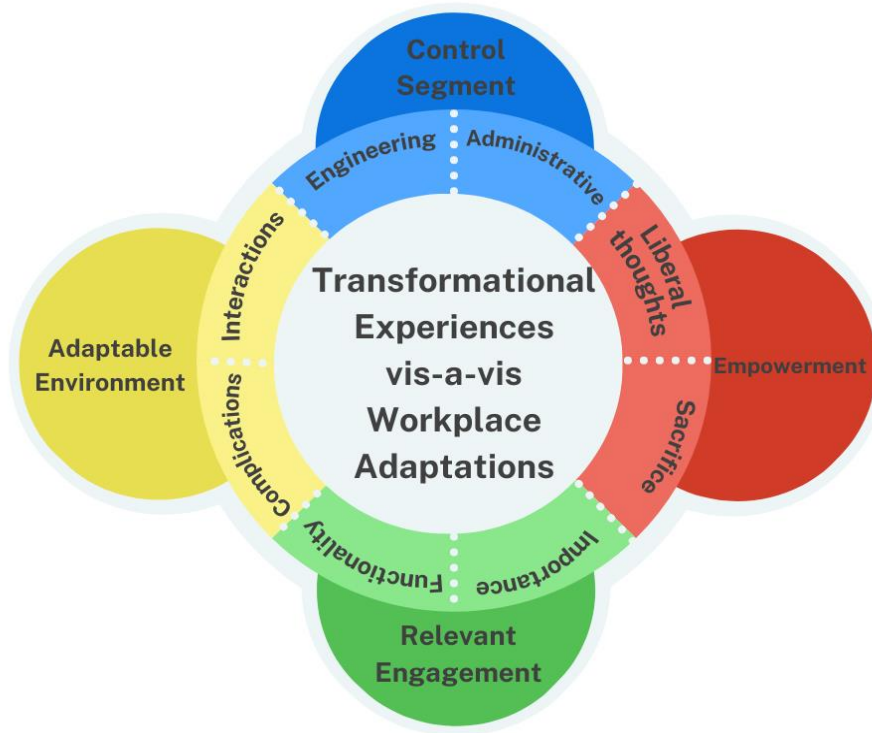 Control
Segment
Engineering
Administrative
Interactions
Liberal
thoughts
Transformational
Experiences
vis-a-vis
Workplace
Adaptations
Adaptable
Environment
Empowerment
Complications
Sacrifice
Functionality
Importance
Relevant
Engagement